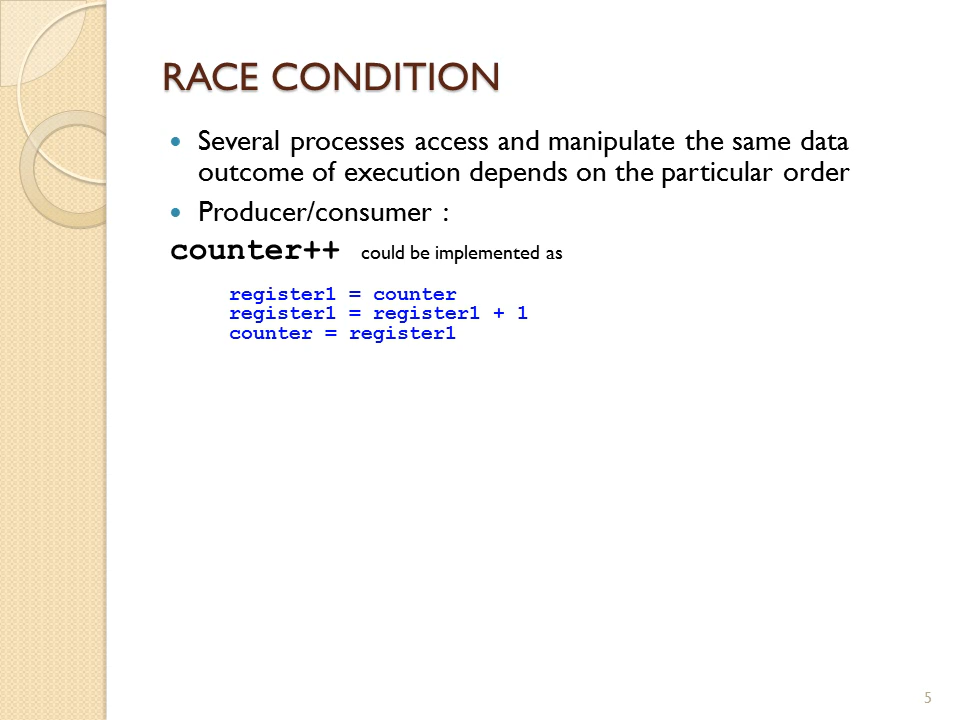 RACE CONDITION
Several processes access and manipulate the same data
outcome of execution depends on the particular order
Producer/consumer :
counter++ could be implemented as
register1 = counter
register1 = register1 + 1
counter = register1
5